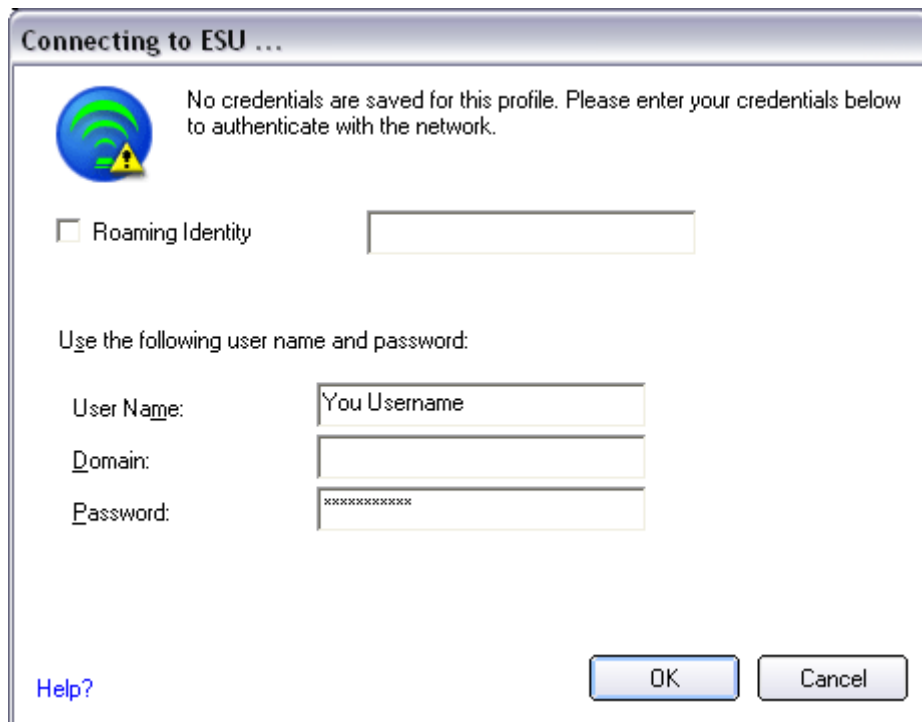 Connecting to ESU ...
No credentials are saved for this profile. Please enter your credentials below
to authenticate with the network.
Roaming Identity
Use the following user name and password:
User Name: You Username
Domain:
Password: ***********
OK Cancel
Help?